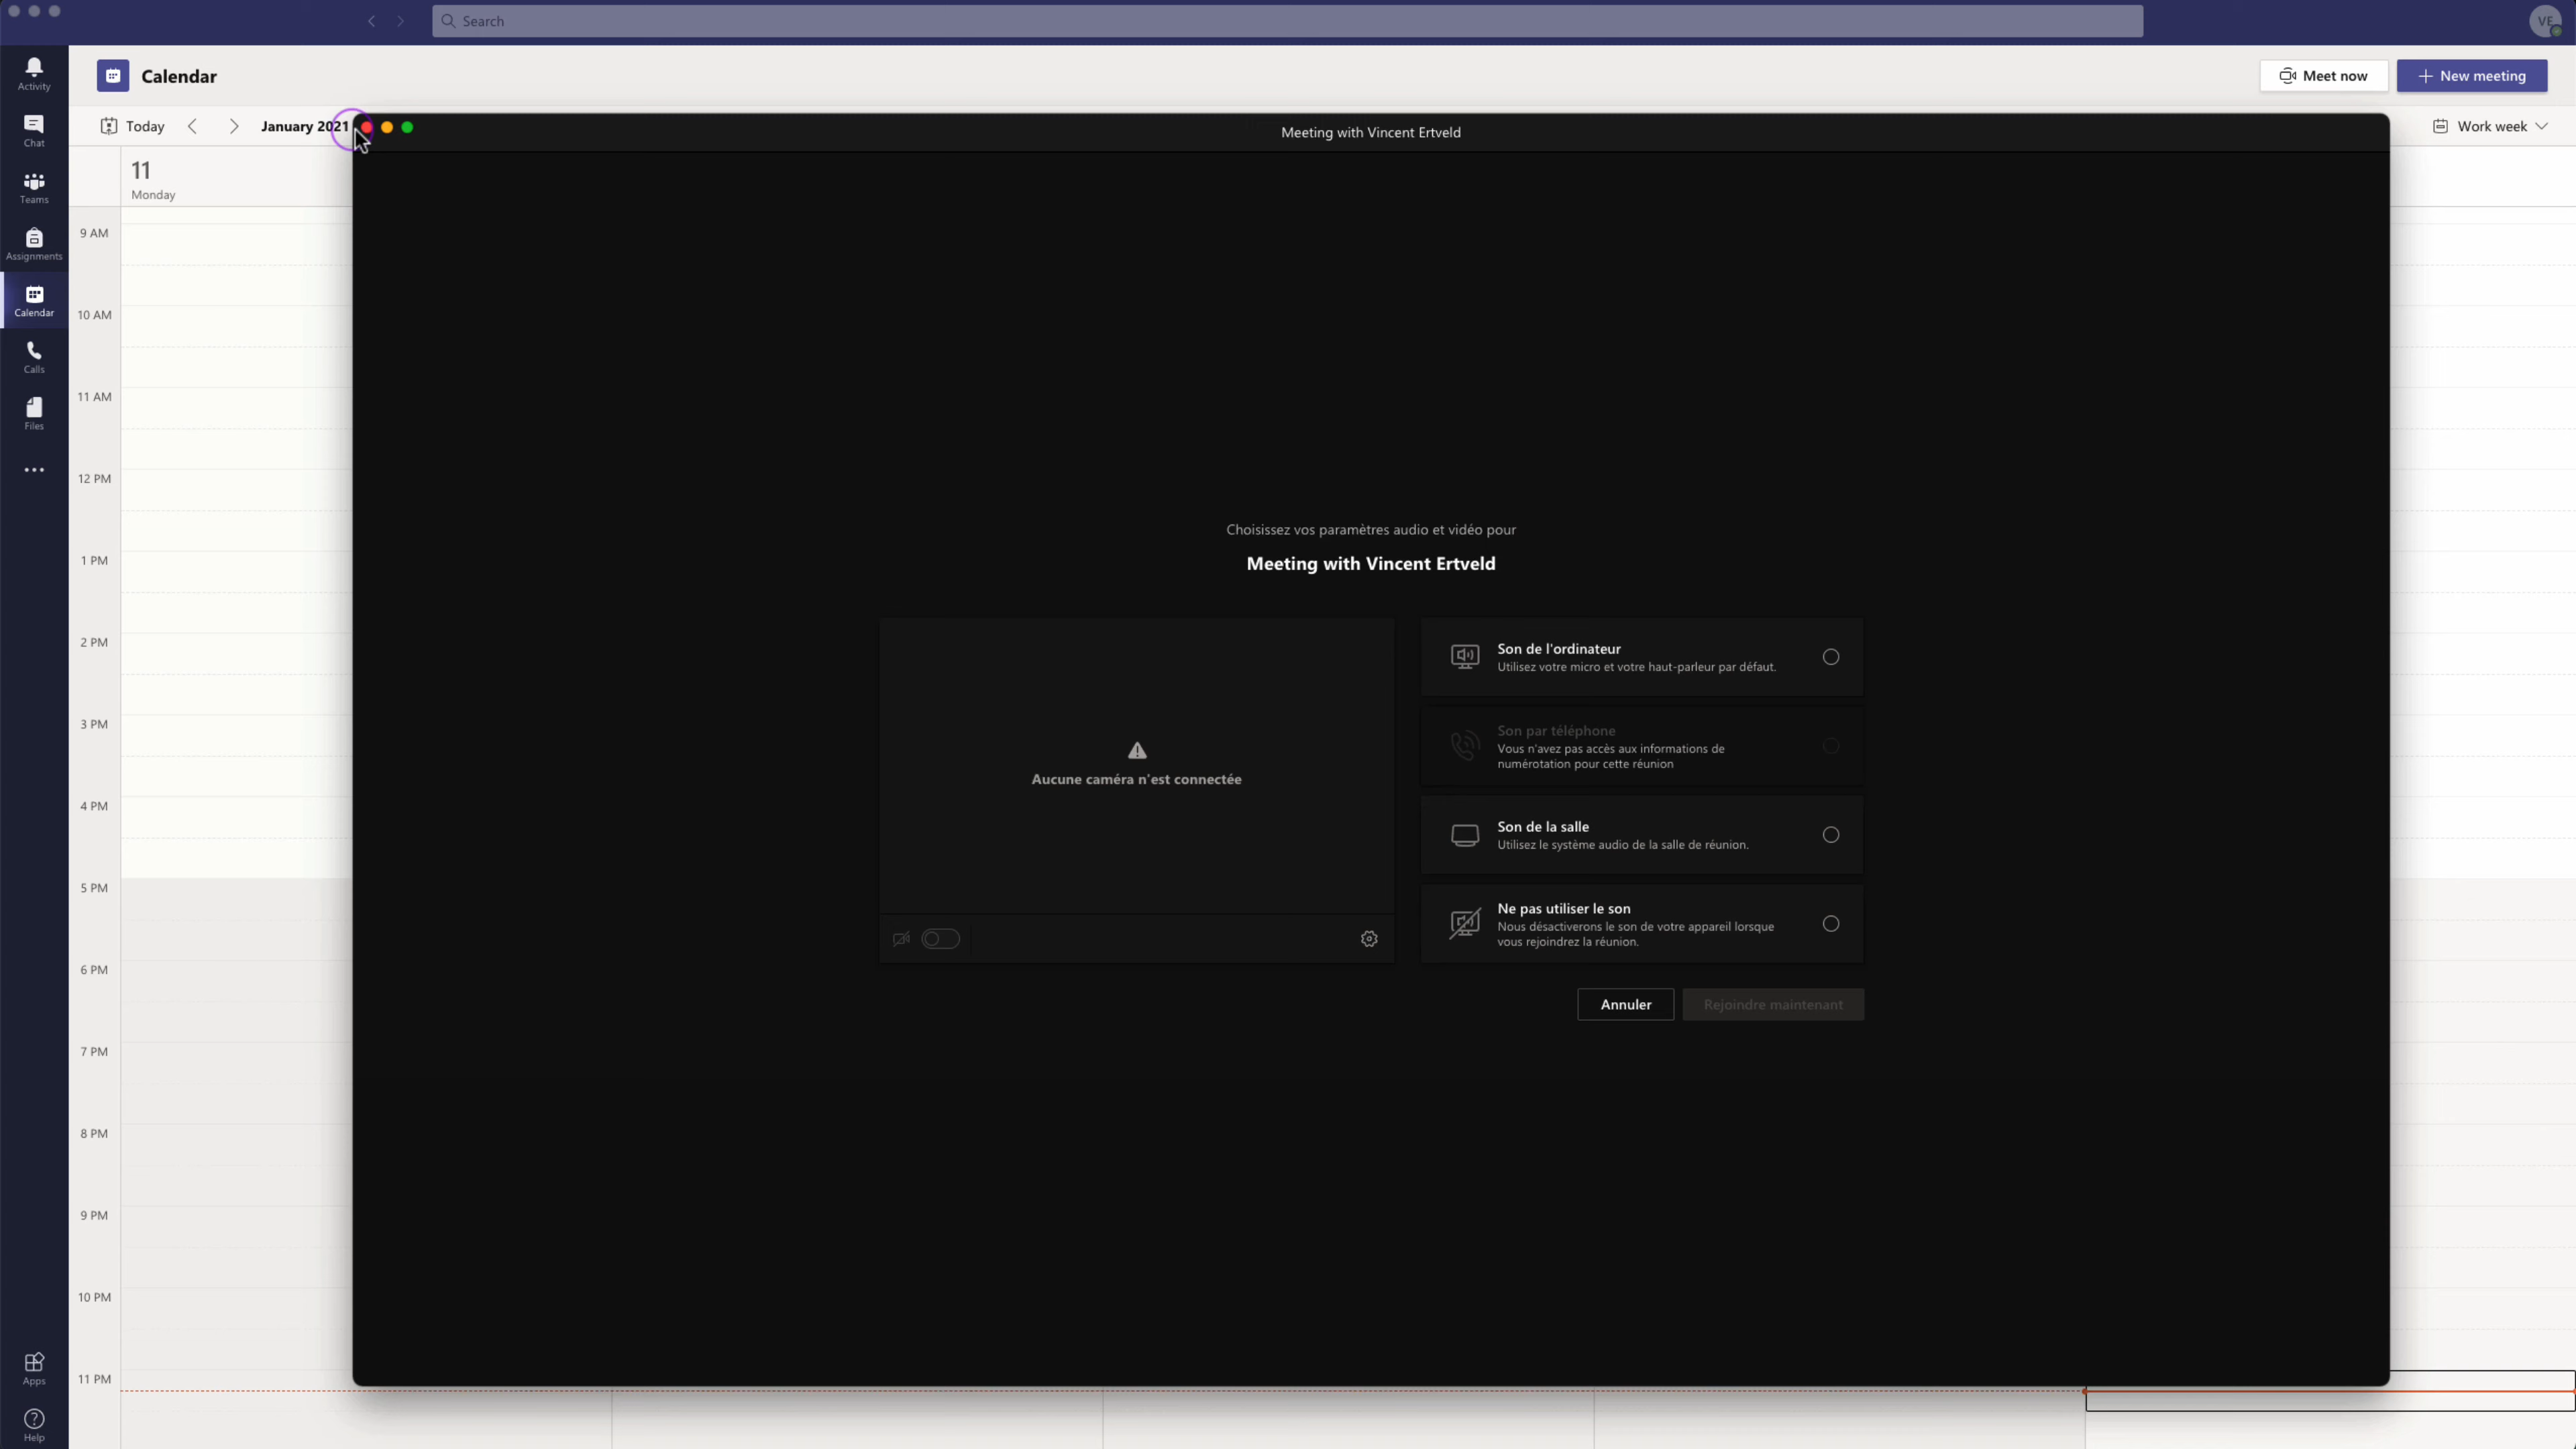 Search
VE
Activity
Chat
Teams
Assignments
Calendar
Calls
Files
Apps
Help
Calendar
Meet now
New meeting
Today
January 2021
Work week
11
Monday
9 AM
10 AM
11 AM
12 PM
1 PM
2 PM
3 PM
4 PM
5 PM
6 PM
7 PM
8 PM
9 PM
10 PM
11 PM
Meeting with Vincent Ertveld
Choisissez vos paramètres audio et vidéo pour
Meeting with Vincent Ertveld
Aucune caméra n'est connectée
Son de l'ordinateur
Utilisez votre micro et votre haut-parleur par défaut.
Son par téléphone
Vous n'avez pas accès aux informations de
numérotation pour cette réunion
Son de la salle
Utilisez le système audio de la salle de réunion.
Ne pas utiliser le son
Nous désactiverons le son de votre appareil lorsque
vous rejoindrez la réunion.
Annuler
Rejoindre maintenant